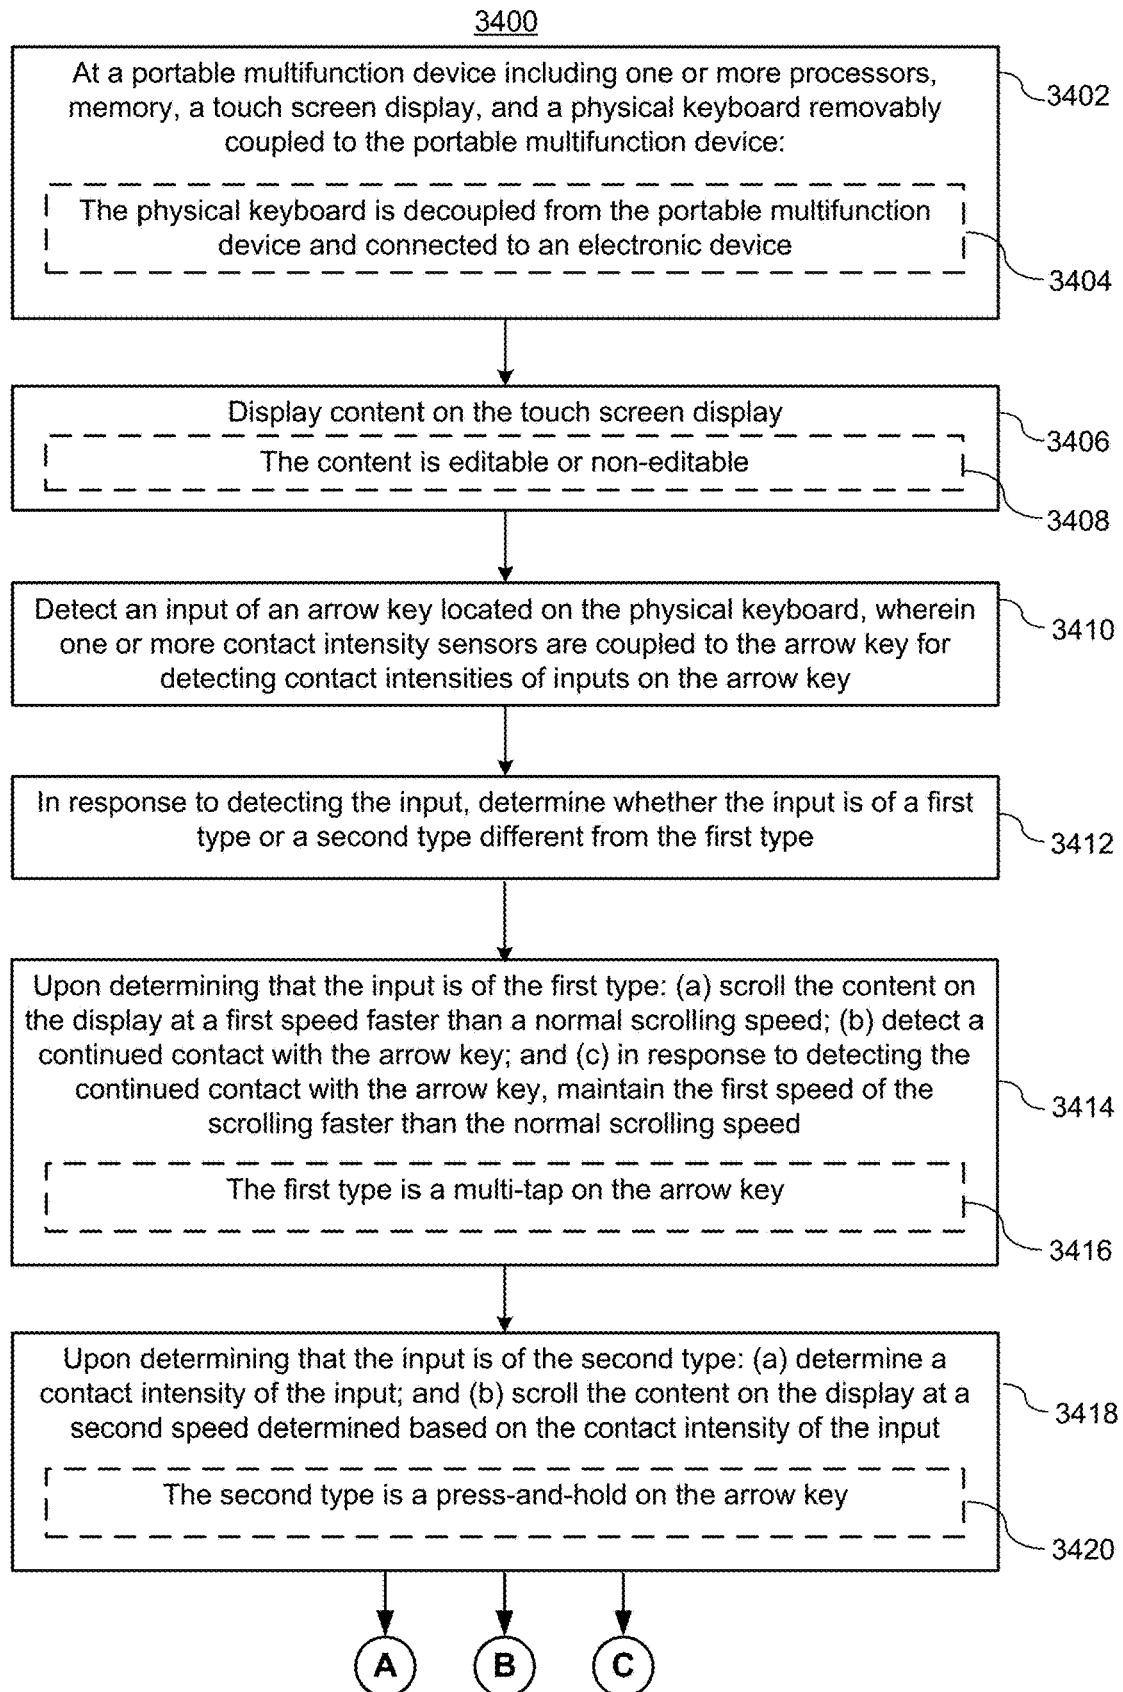 3400
At a portable multifunction device including one or more processors,
memory, a touch screen display, and a physical keyboard removably
coupled to the portable multifunction device:
3402
The physical keyboard is decoupled from the portable multifunction
device and connected to an electronic device
3404
Display content on the touch screen display
3406
The content is editable or non-editable
3408
Detect an input of an arrow key located on the physical keyboard, wherein
one or more contact intensity sensors are coupled to the arrow key for
detecting contact intensities of inputs on the arrow key
3410
In response to detecting the input, determine whether the input is of a first
type or a second type different from the first type
3412
Upon determining that the input is of the first type: (a) scroll the content on
the display at a first speed faster than a normal scrolling speed; (b) detect a
continued contact with the arrow key; and (c) in response to detecting the
continued contact with the arrow key, maintain the first speed of the
scrolling faster than the normal scrolling speed
3414
The first type is a multi-tap on the arrow key
3416
Upon determining that the input is of the second type: (a) determine a
contact intensity of the input; and (b) scroll the content on the display at a
second speed determined based on the contact intensity of the input
3418
The second type is a press-and-hold on the arrow key
3420
A B C